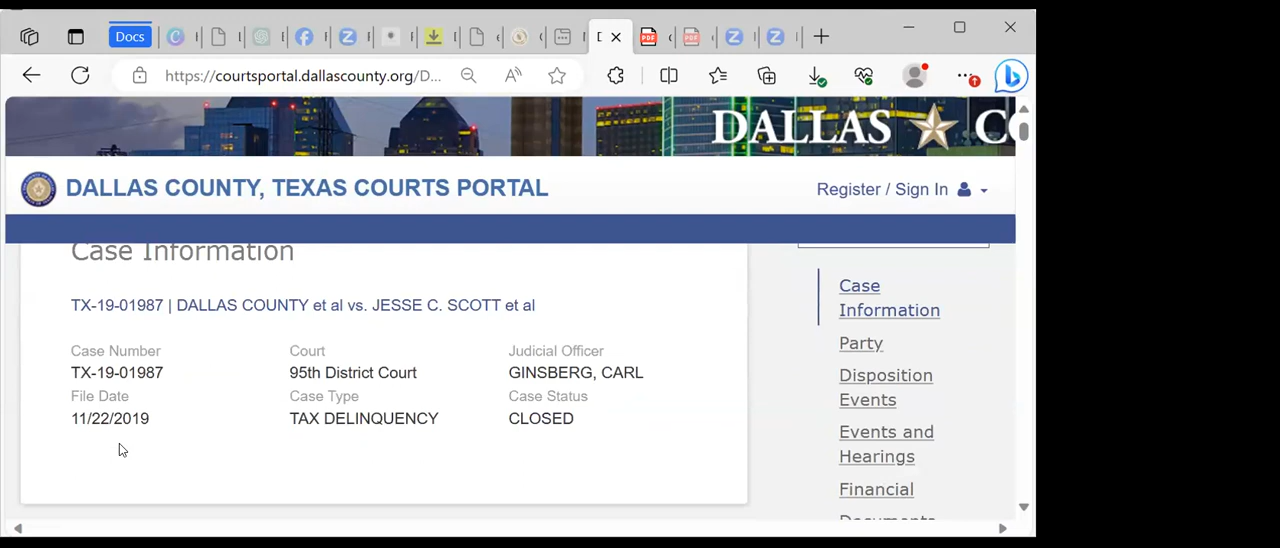 Docs
https://courtsportal.dallascounty.org/D...
DALLAS CO
DALLAS COUNTY, TEXAS COURTS PORTAL
Register / Sign In
Case Information
TX-19-01987 | DALLAS COUNTY et al vs. JESSE C. SCOTT et al
Case Number
Court
Judicial Officer
TX-19-01987
95th District Court
GINSBERG, CARL
File Date
Case Type
Case Status
11/22/2019
TAX DELINQUENCY
CLOSED
Case
Information
Party
Disposition
Events
Events and
Hearings
Financial
Documents